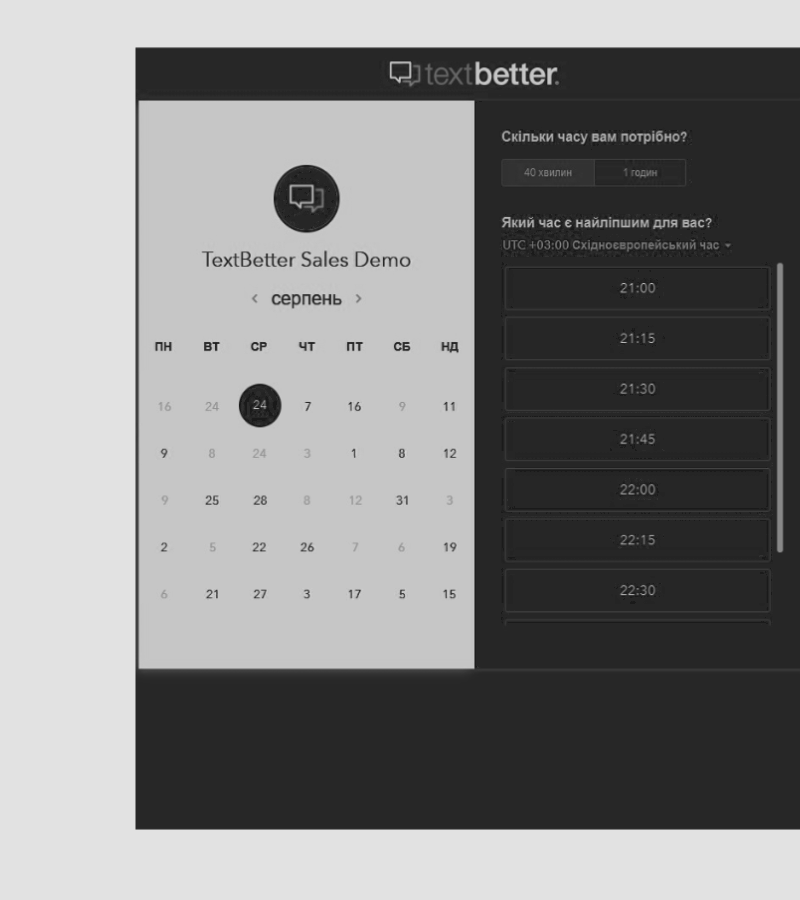 textbetter.
TextBetter Sales Demo
серпень
ПН ВТ СР ЧТ ПТ СБ НД
16 24 24 7 16 9 11
9 8 24 3 1 8 12
9 25 28 8 12 31 3
2 5 22 26 7 6 19
6 21 27 3 17 5 15
Скільки часу вам потрібно?
40 хвилин 1 годин
Який час є найліпшим для вас?
UTC +03:00 Східноєвропейський час
21:00
21:15
21:30
21:45
22:00
22:15
22:30